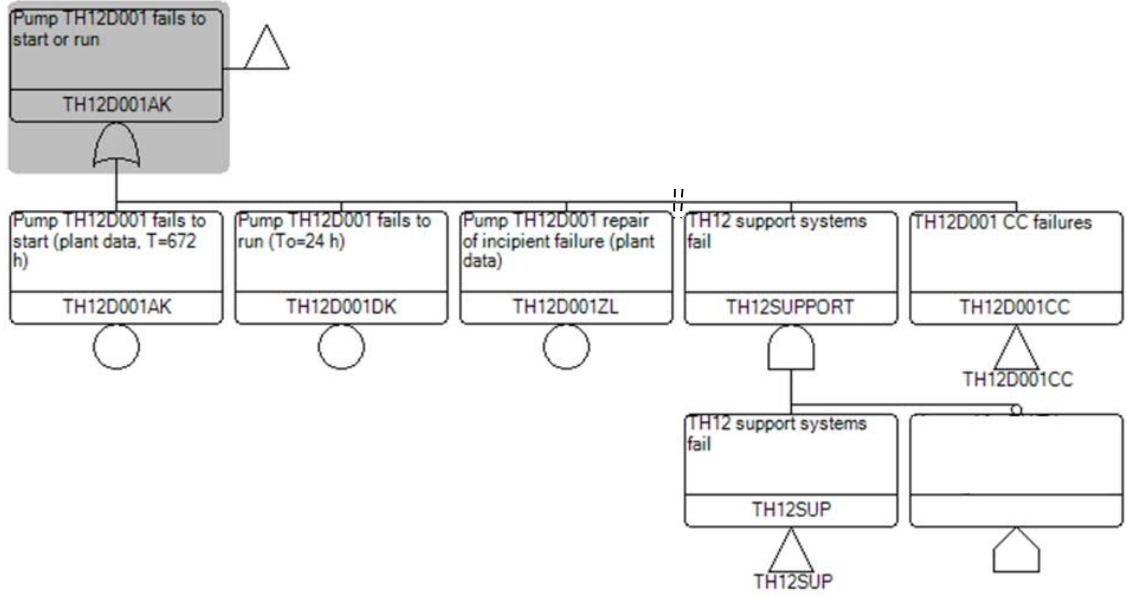 Pump TH12D001 fails to
start or run
TH12D001AK
Pump TH12D001 fails to
start (plant data, T=672
h)
TH12D001AK
Pump TH12D001 fails to
run (To=24 h)
TH12D001DK
Pump TH12D001 repair
of incipient failure (plant
data)
TH12D001ZL
TH12 support systems
fail
TH12SUPPORT
TH12D001 CC failures
TH12D001CC
TH12D001CC
TH12 support systems
fail
TH12SUP
TH12SUP